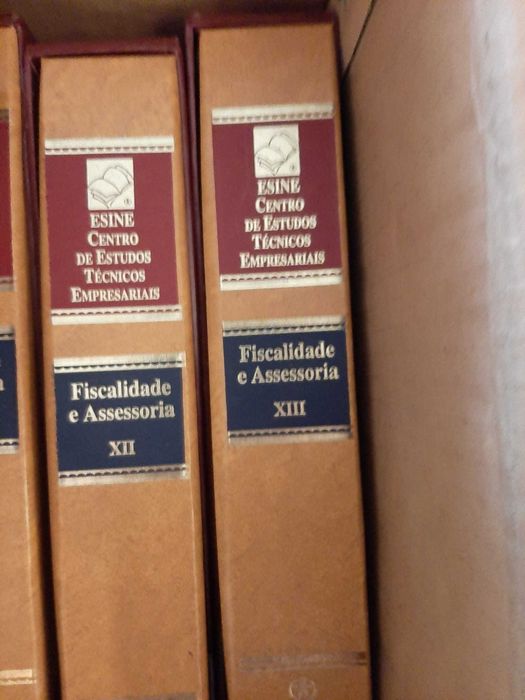 ESINE
CENTRO
DE ESTUDOS
TÉCNICOS
EMPRESARIAIS
Fiscalidade
e Assessoria
XII
ESINE
CENTRO
DE ESTUDOS
TÉCNICOS
EMPRESARIAIS
Fiscalidade
e Assessoria
XIII